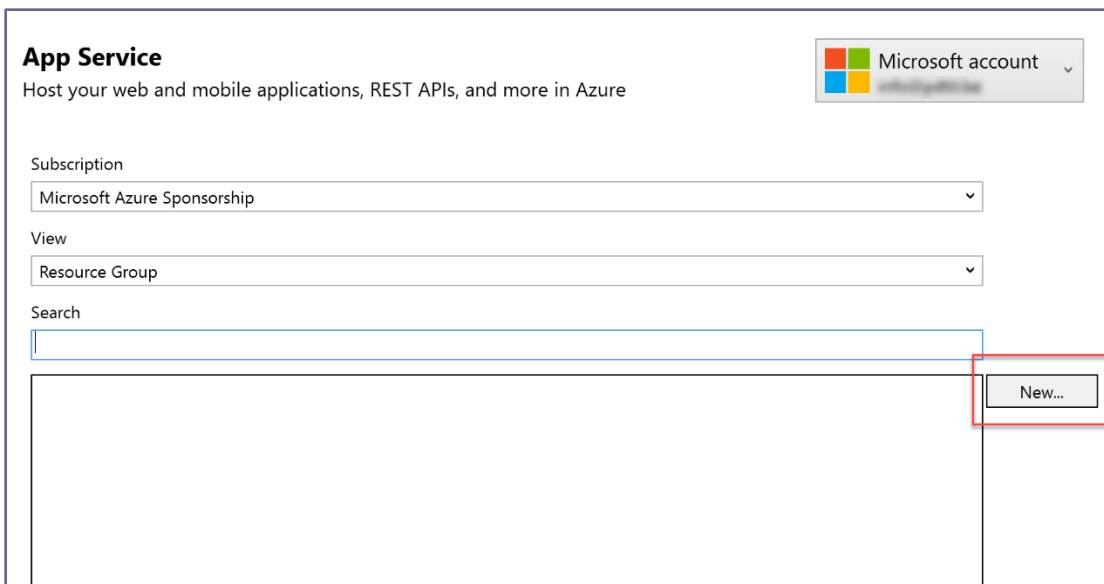 App Service
Host your web and mobile applications, REST APIs, and more in Azure
Microsoft account
Subscription
Microsoft Azure Sponsorship
View
Resource Group
Search
New...